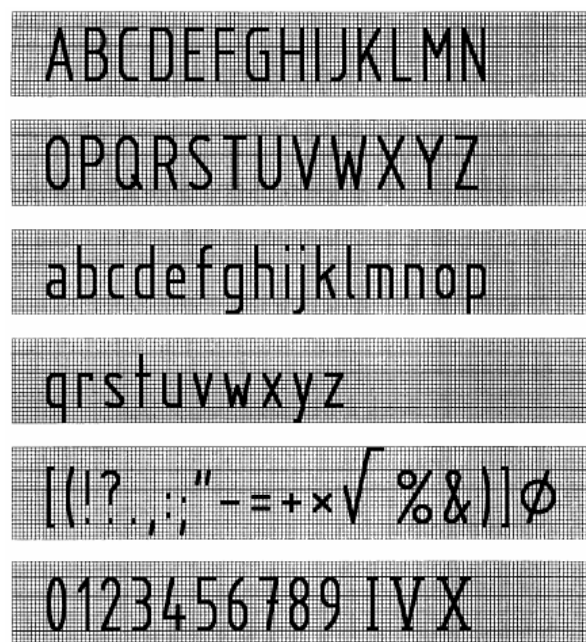 ABCDEFGHIJKLMN
OPQRSTUVWXYZ
abcdefghijklmnop
qrstuvwxyz
[(!?.,:;"-=+×√%&)]Ø
0123456789 IVX